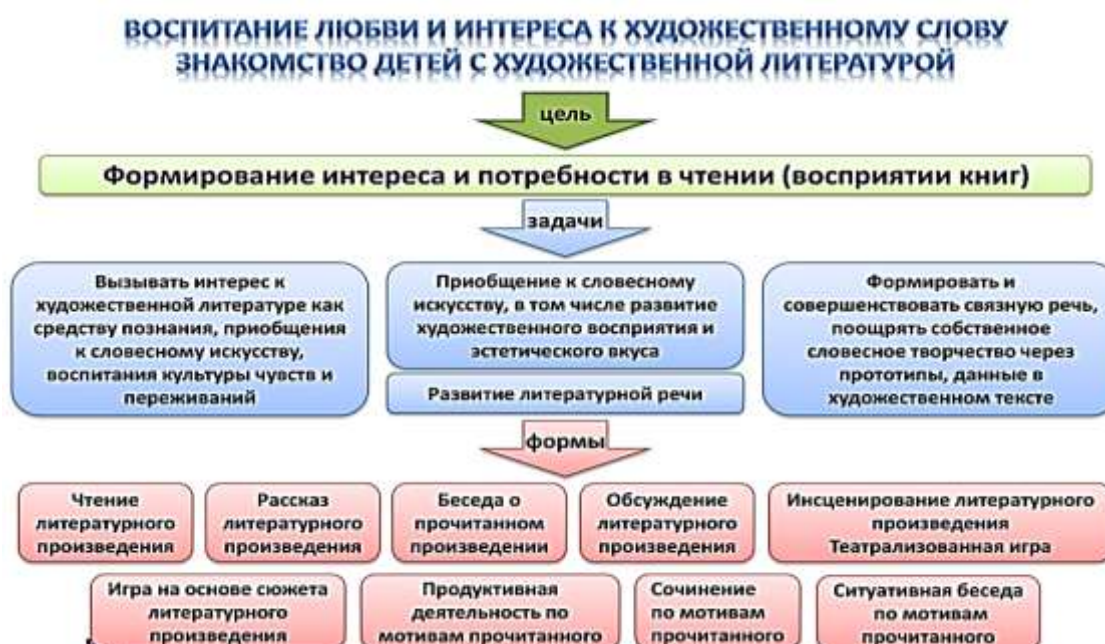 ВОСПИТАНИЕ ЛЮБВИ И ИНТЕРЕСА К ХУДОЖЕСТВЕННОМУ СЛОВУ
ЗНАКОМСТВО ДЕТЕЙ С ХУДОЖЕСТВЕННОЙ ЛИТЕРАТУРОЙ
цель
Формирование интереса и потребности в чтении (восприятии книг)
задачи
Вызывать интерес к
художественной литературе как
средству познания, приобщения
к словесному искусству,
воспитания культуры чувств и
переживаний
Приобщение к словесному
искусству, в том числе развитие
художественного восприятия и
эстетического вкуса
Развитие литературной речи
Формировать и
совершенствовать связную речь,
поощрять собственное
словесное творчество через
прототипы, данные в
художественном тексте
формы
Чтение
литературного
произведения
Рассказ
литературного
произведения
Беседа о
прочитанном
произведении
Обсуждение
литературного
произведения
Инсценирование литературного
произведения
Театрализованная игра
Игра на основе сюжета
литературного
произведения
Продуктивная
деятельность по
мотивам прочитанного
Сочинение
по мотивам
прочитанного
Ситуативная беседа
по мотивам
прочитанного